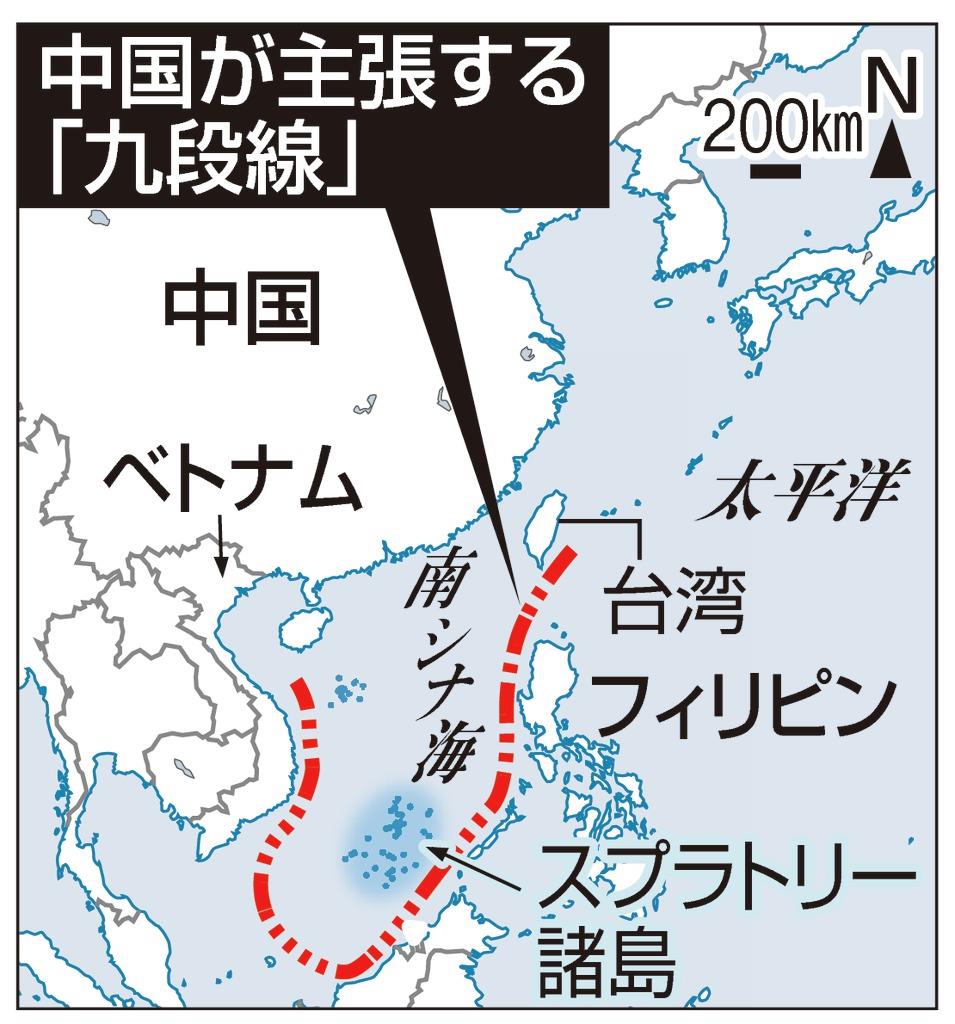 中国が主張する
「九段線」
200km
N
中国
ベトナム
太平洋
南シナ海
台湾
フィリピン
スプラトリー
諸島